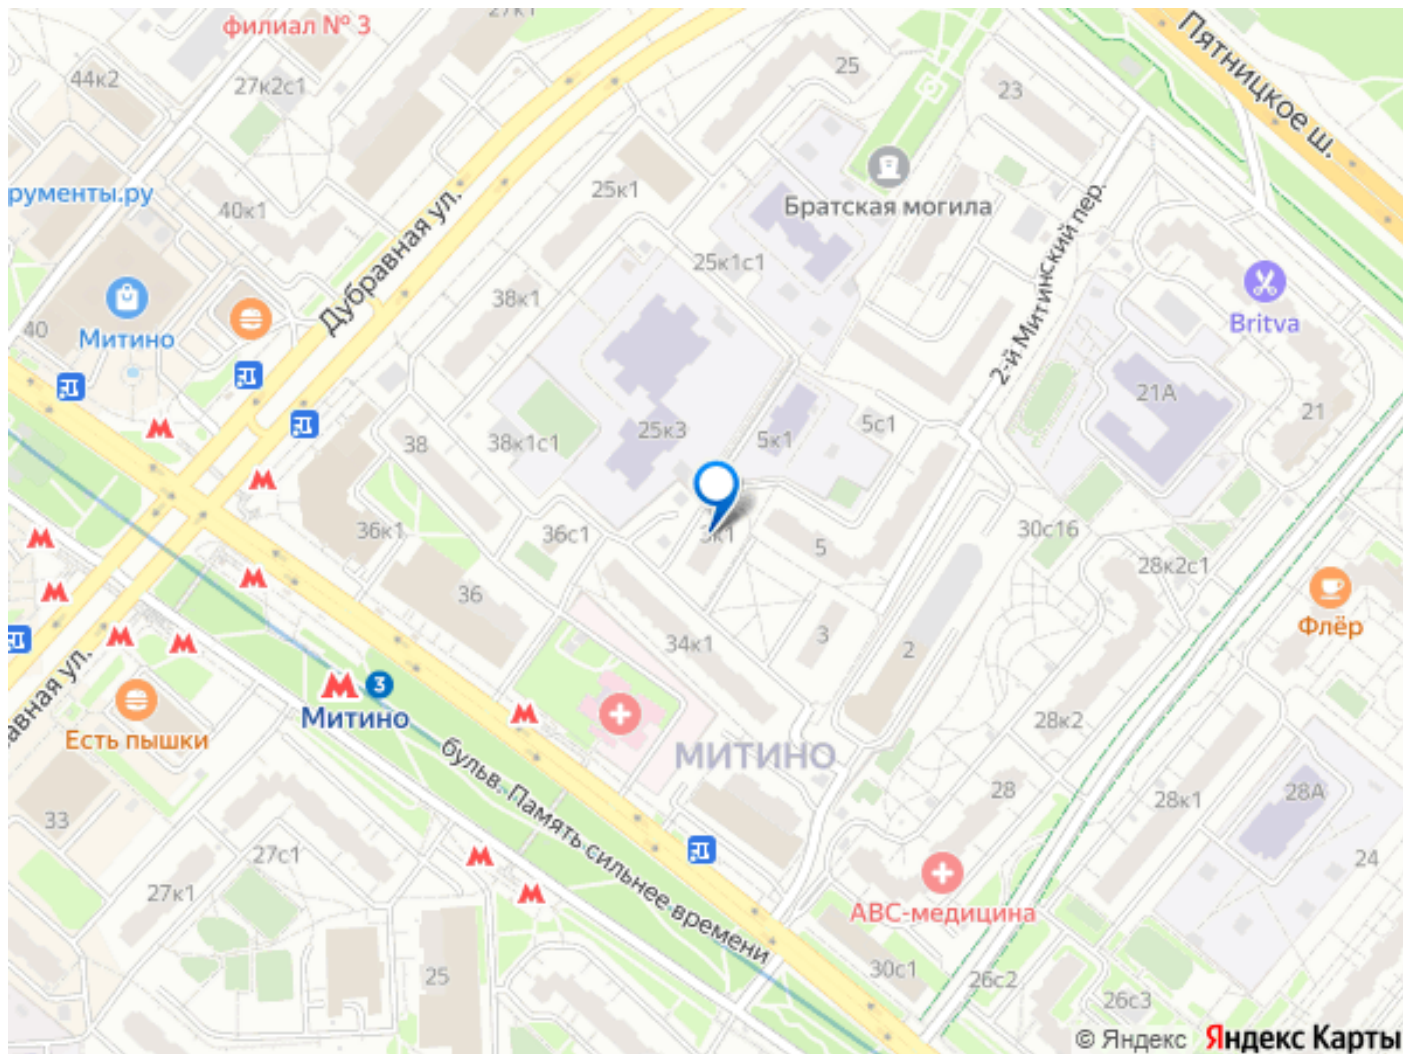 филиал № 3
27к1
44к2
27к2с1
25
23
Пятницкое ш.
рументы.ру
40к1
25к1
Братская могила
2-й Митинский пер.
Дубравная ул.
25к1с1
38к1
Britva
40
Митино
21А
21
38
38к1с1
25к3
5к1
5с1
36к1
36с1
3к1
5
30с16
28к2с1
36
34к1
3
2
Флёр
авная ул.
3
Митино
Есть пышки
МИТИНО
28к2
бульв. Память сильнее времени
28
28к1
28А
33
27с1
24
27к1
АВС-медицина
25
30с1
26с2
26с3
© Яндекс Яндекс Карты